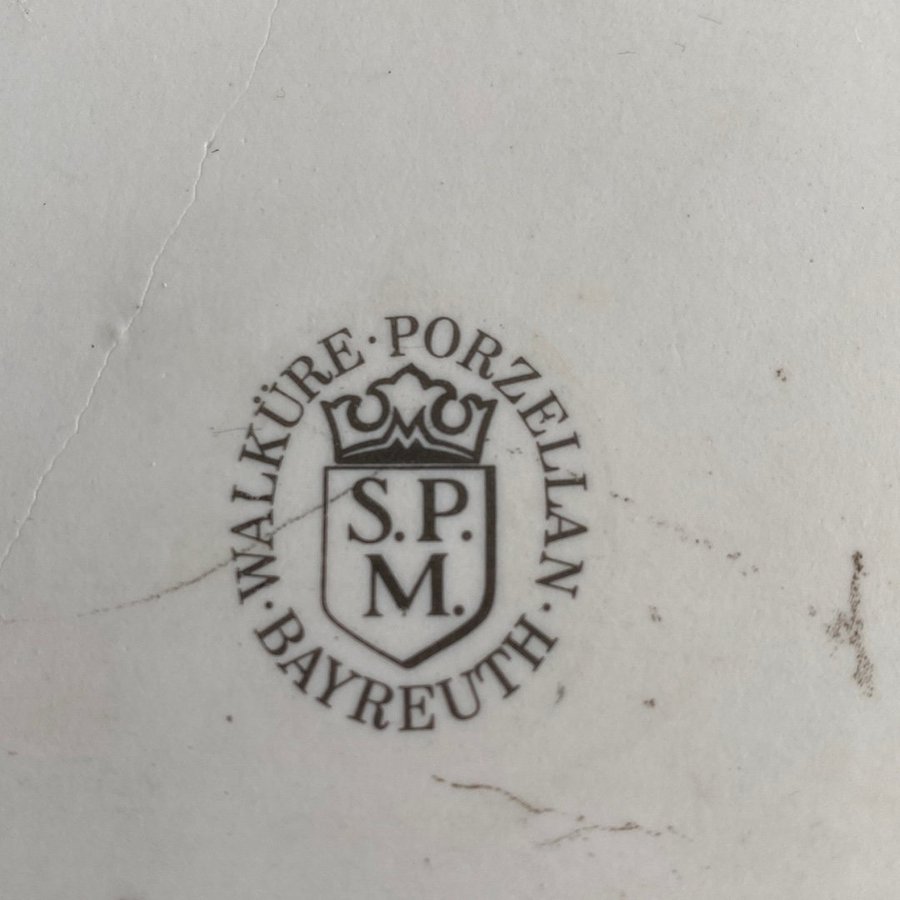 WALKÜRE · PORZELLAN
S.P.
M.
· BAYREUTH ·